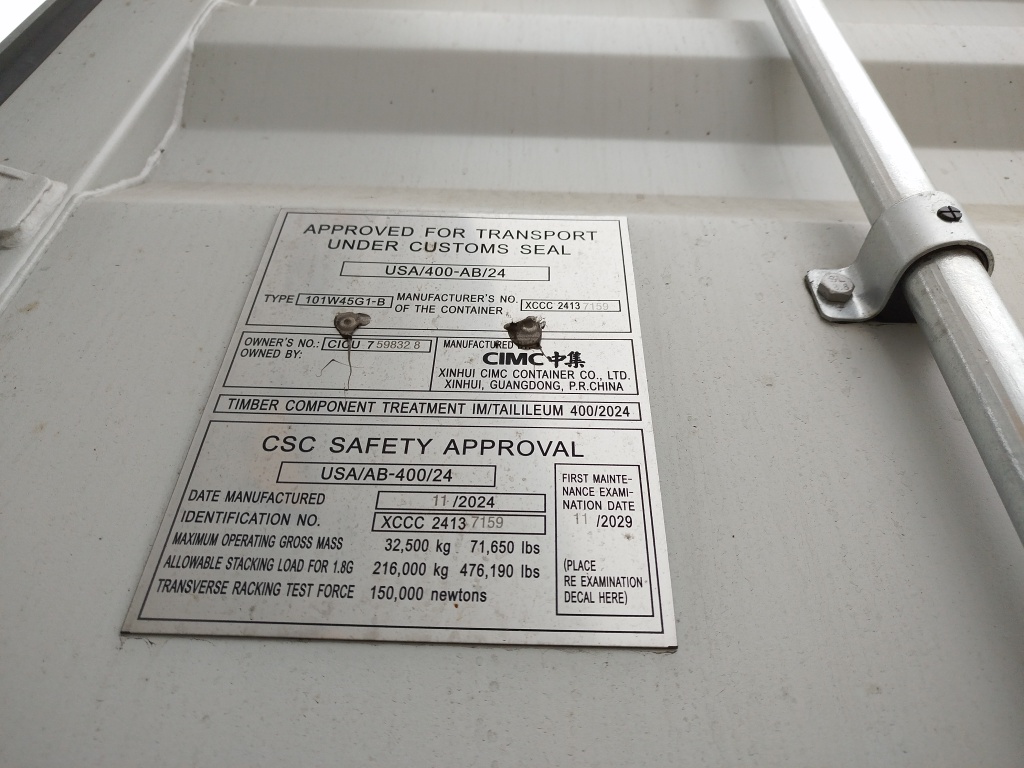 APPROVED FOR TRANSPORT
UNDER CUSTOMS SEAL
USA/400-AB/24
TYPE 101W45G1-B MANUFACTURER'S NO. OF THE CONTAINER XCCC 2413 7159
OWNER'S NO.: CICU 7 59832 8
OWNED BY:
MANUFACTURED
CIMC 中集
XINHUI CIMC CONTAINER CO., LTD.
XINHUI, GUANGDONG, P.R.CHINA
TIMBER COMPONENT TREATMENT IM/TAILILEUM 400/2024
CSC SAFETY APPROVAL
USA/AB-400/24
DATE MANUFACTURED 11 /2024
IDENTIFICATION NO. XCCC 2413 7159
MAXIMUM OPERATING GROSS MASS 32,500 kg 71,650 lbs
ALLOWABLE STACKING LOAD FOR 1.8G 216,000 kg 476,190 lbs
TRANSVERSE RACKING TEST FORCE 150,000 newtons
FIRST MAINTE-
NANCE EXAMI-
NATION DATE
11 /2029
(PLACE
RE EXAMINATION
DECAL HERE)